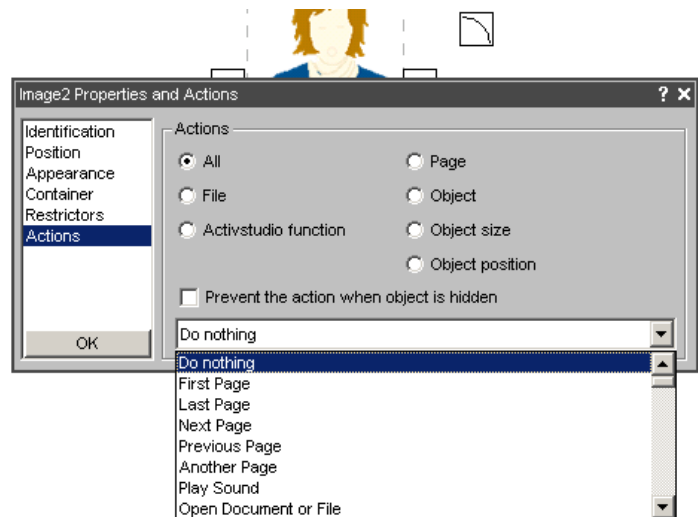 Image2 Properties and Actions ? ×
Identification
Position
Appearance
Container
Restrictors
Actions
OK
Actions
All
Page
File
Object
Activstudio function
Object size
Object position
Prevent the action when object is hidden
Do nothing
Do nothing
First Page
Last Page
Next Page
Previous Page
Another Page
Play Sound
Open Document or File